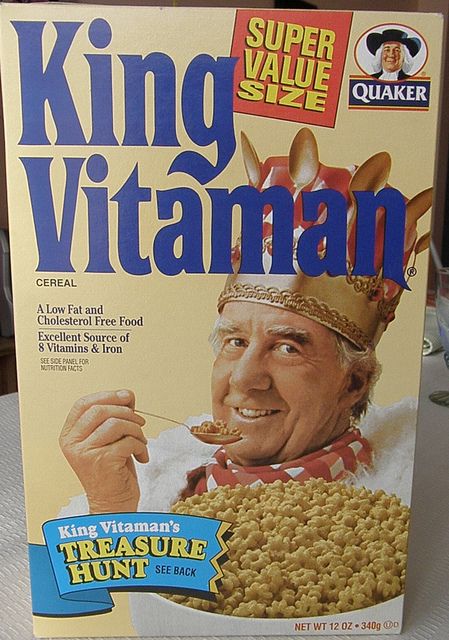 King
Vitaman®
SUPER
VALUE
SIZE
QUAKER
CEREAL
A Low Fat and
Cholesterol Free Food
Excellent Source of
8 Vitamins & Iron
SEE SIDE PANEL FOR
NUTRITION FACTS
King Vitaman's
TREASURE
HUNT SEE BACK
NET WT 12 OZ • 340g ⓊD